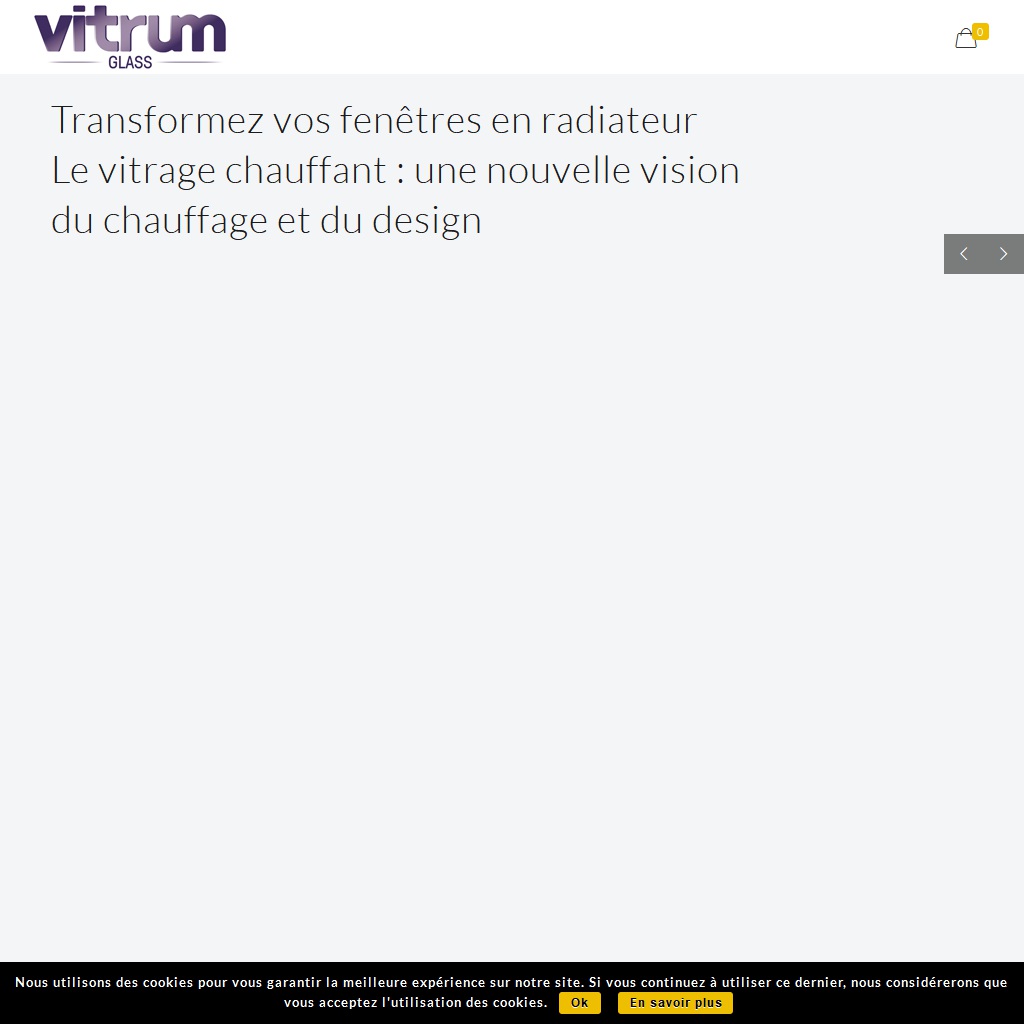 vitrum
GLASS
0
Transformez vos fenêtres en radiateur
Le vitrage chauffant : une nouvelle vision
du chauffage et du design
Nous utilisons des cookies pour vous garantir la meilleure expérience sur notre site. Si vous continuez à utiliser ce dernier, nous considérerons que
vous acceptez l'utilisation des cookies. Ok En savoir plus